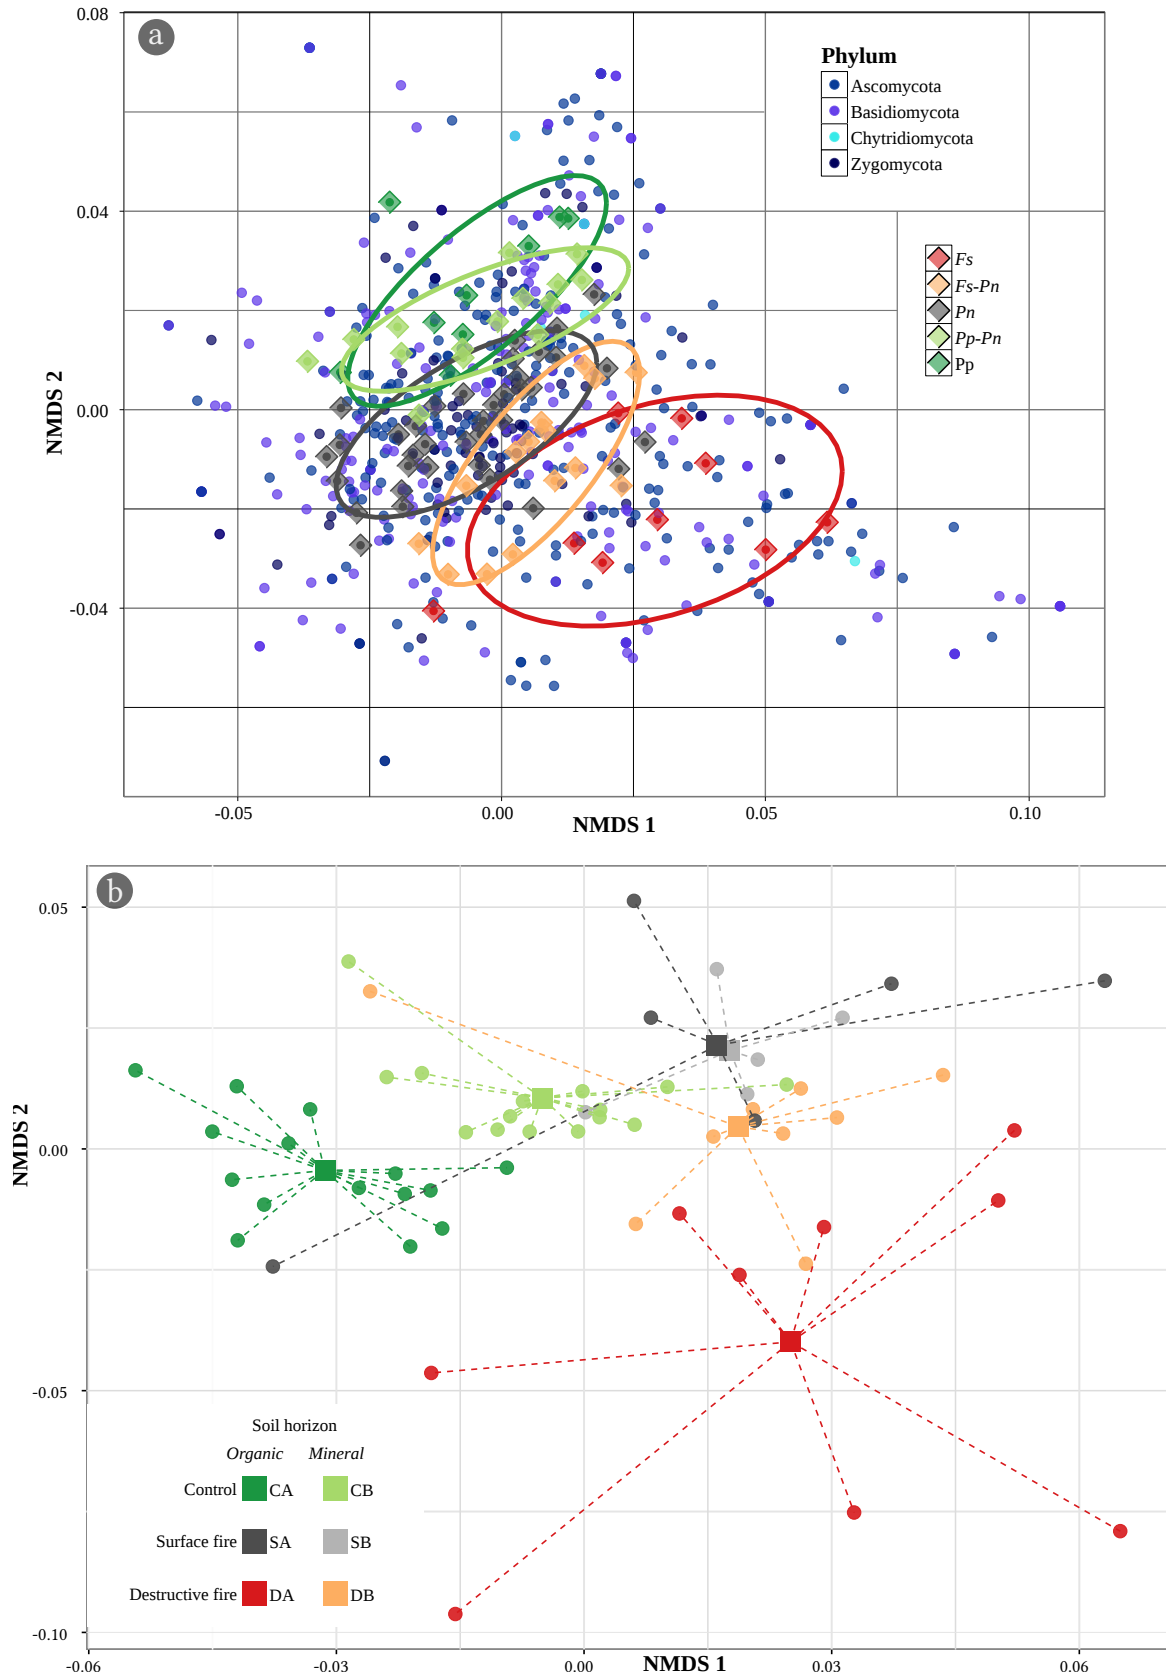 a
0.08
0.04
0.00
-0.04
NMDS 2
Phylum
Ascomycota
Basidiomycota
Chytridiomycota
Zygomycota
Fs
Fs-Pn
Pn
Pp-Pn
Pp
-0.05
0.00
0.05
0.10
NMDS 1
b
0.05
0.00
-0.05
-0.10
NMDS 2
Soil horizon
Organic Mineral
Control CA CB
Surface fire SA SB
Destructive fire DA DB
-0.06
-0.03
0.00
0.03
0.06
NMDS 1